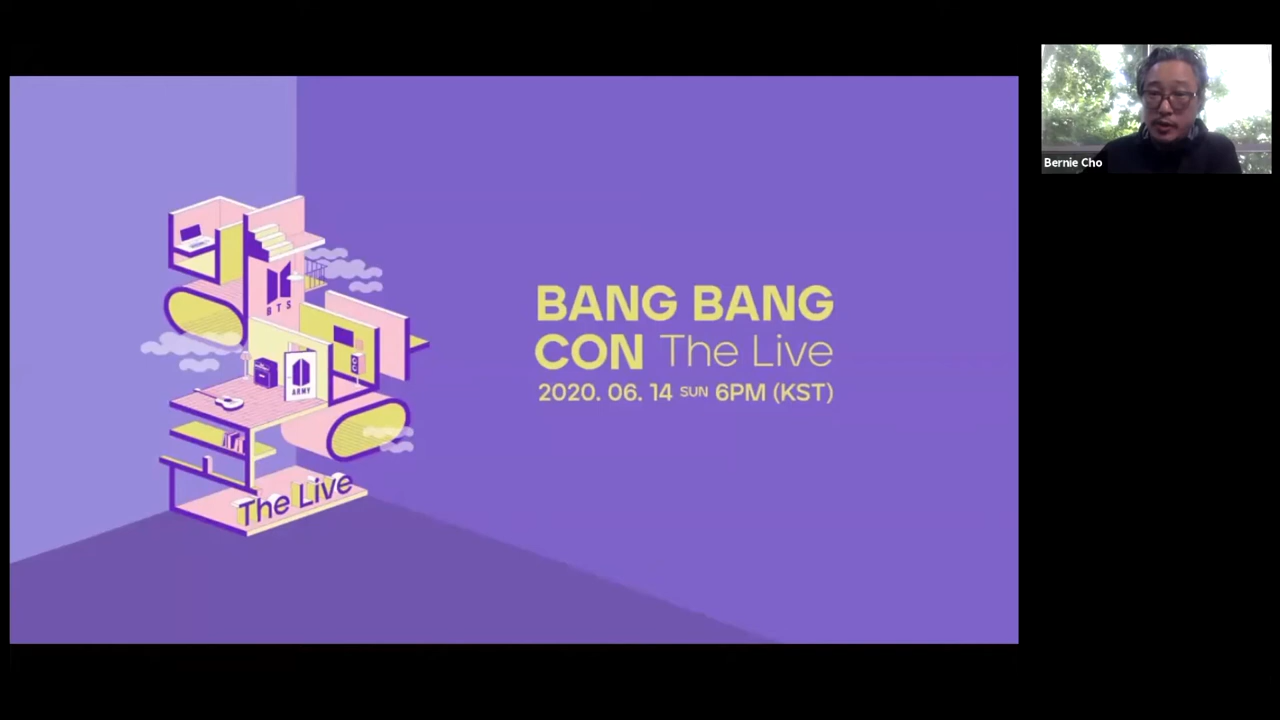 BTS
ARMY
The Live
BANG BANG
CON The Live
2020. 06. 14 SUN 6PM (KST)
Bernie Cho